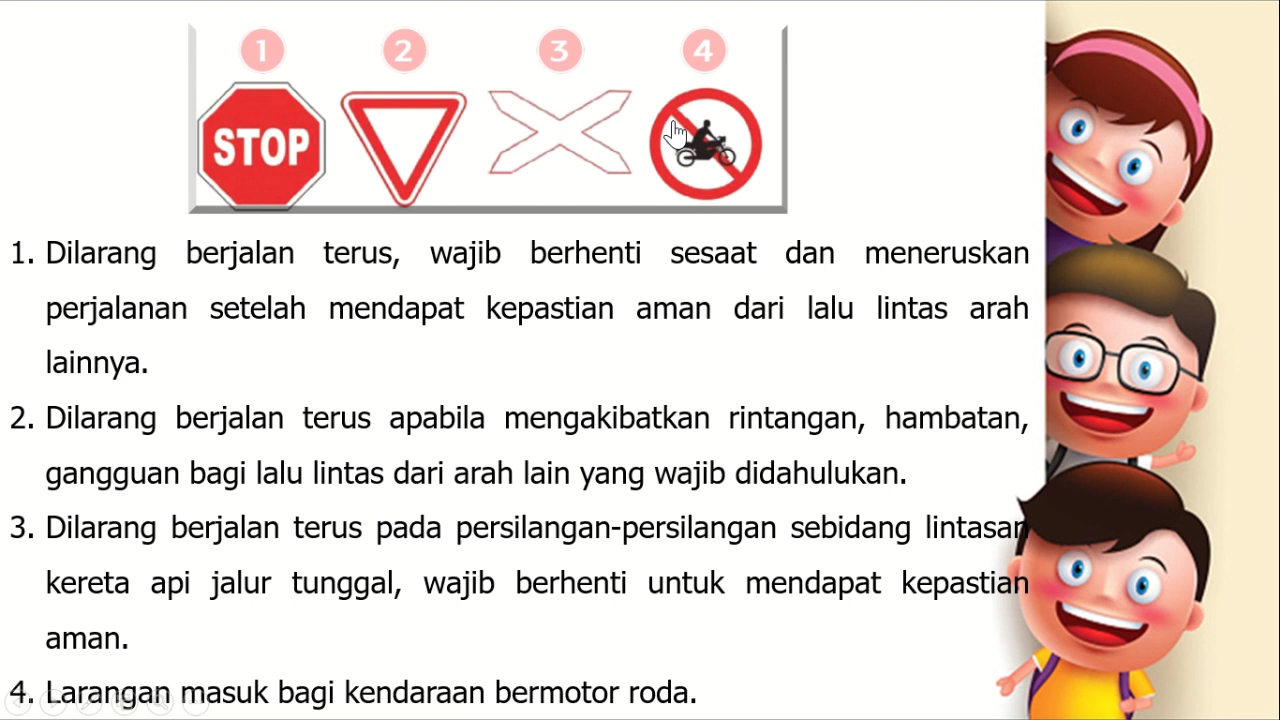 1 2 3 4
STOP
1. Dilarang berjalan terus, wajib berhenti sesaat dan meneruskan
perjalanan setelah mendapat kepastian aman dari lalu lintas arah
lainnya.
2. Dilarang berjalan terus apabila mengakibatkan rintangan, hambatan,
gangguan bagi lalu lintas dari arah lain yang wajib didahulukan.
3. Dilarang berjalan terus pada persilangan-persilangan sebidang lintasan
kereta api jalur tunggal, wajib berhenti untuk mendapat kepastian
aman.
4. Larangan masuk bagi kendaraan bermotor roda.